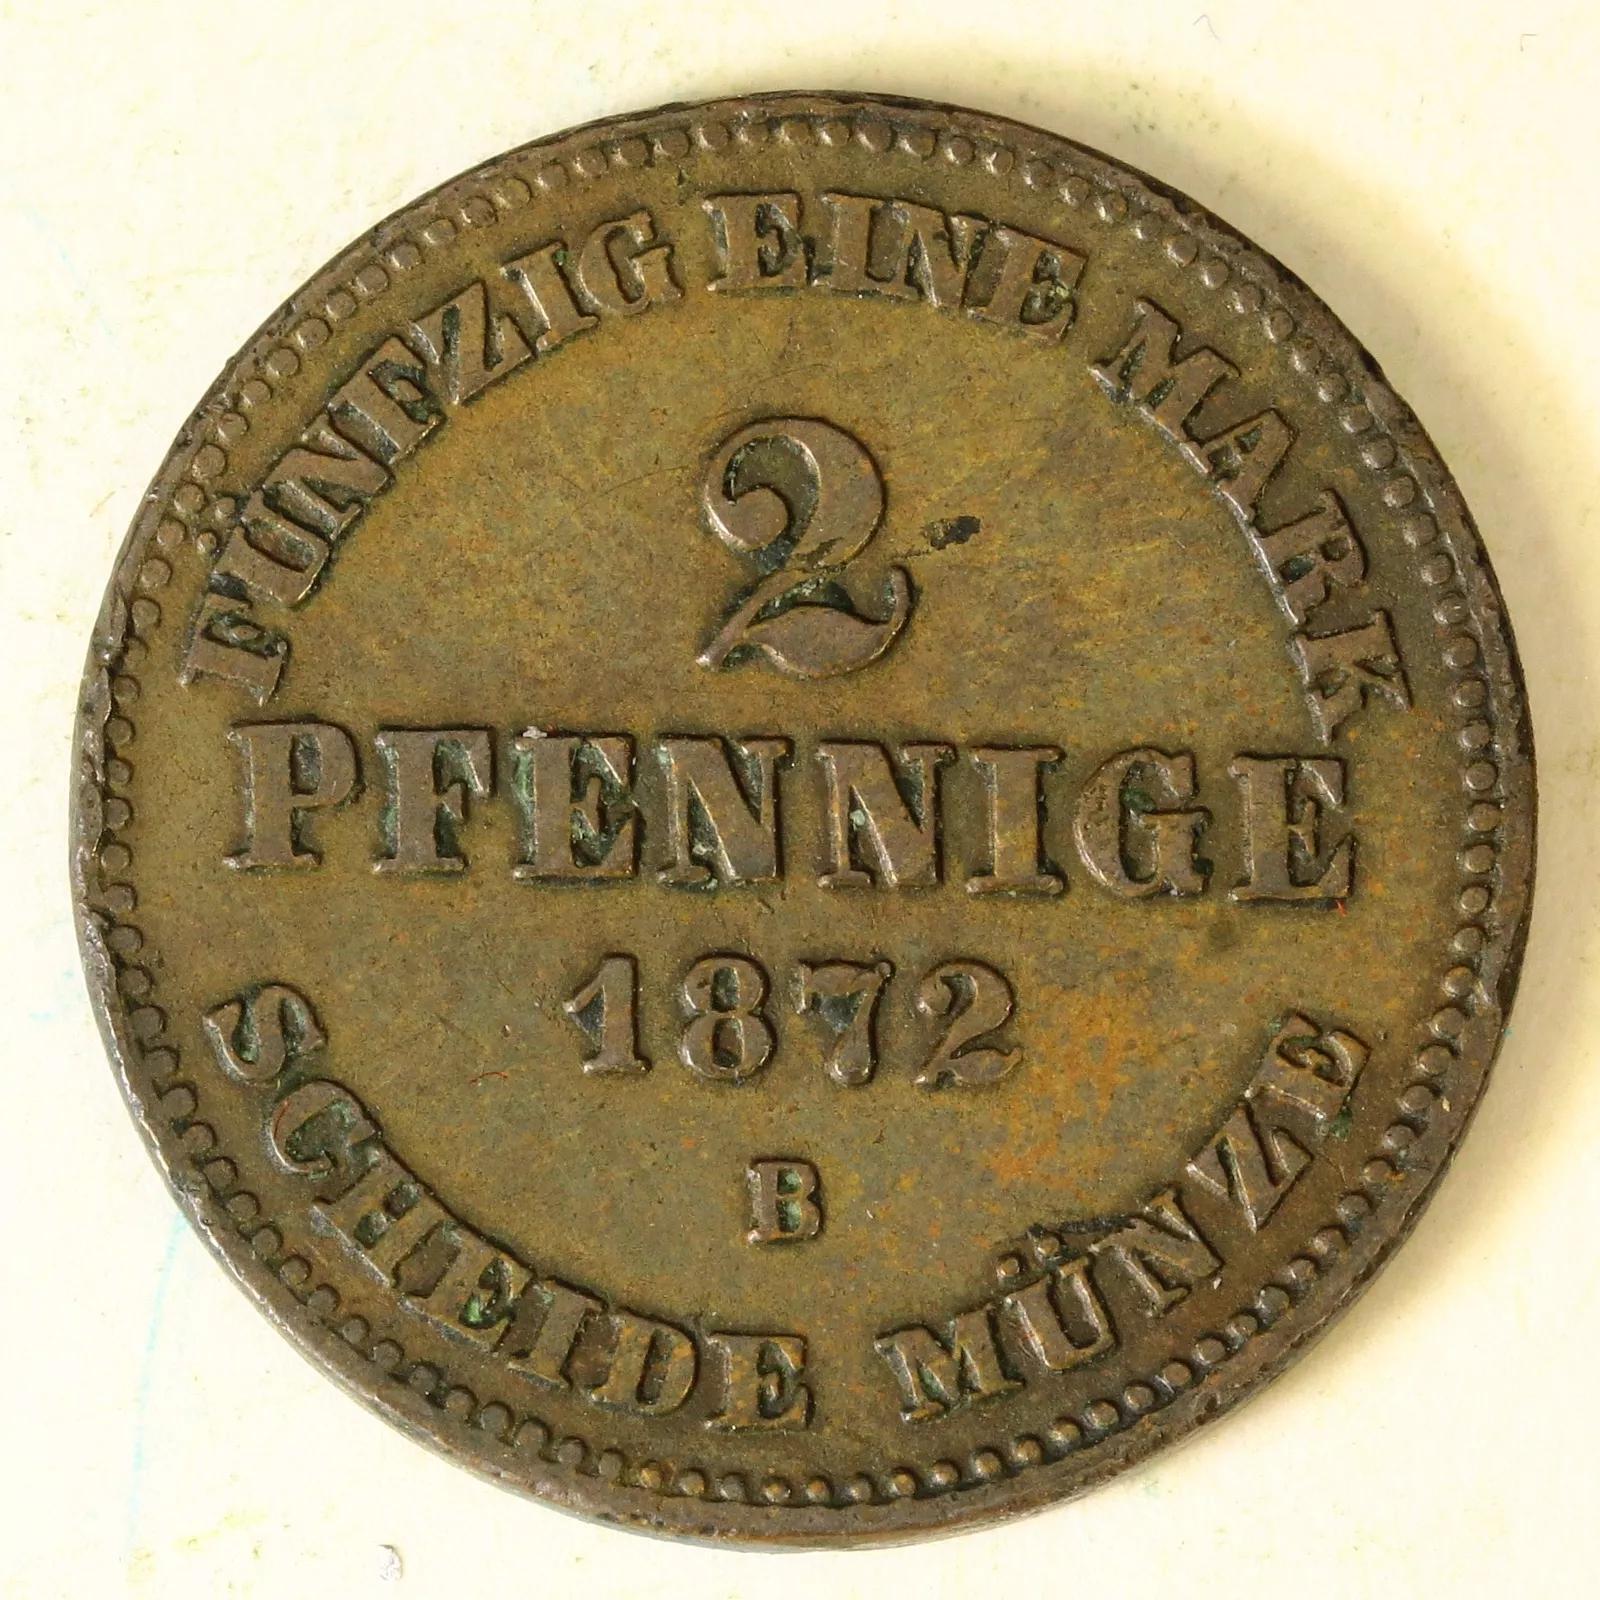 FÜNFZIG EINE MARK
2
PFENNIGE
1872
B
SCHEIDE MÜNZE